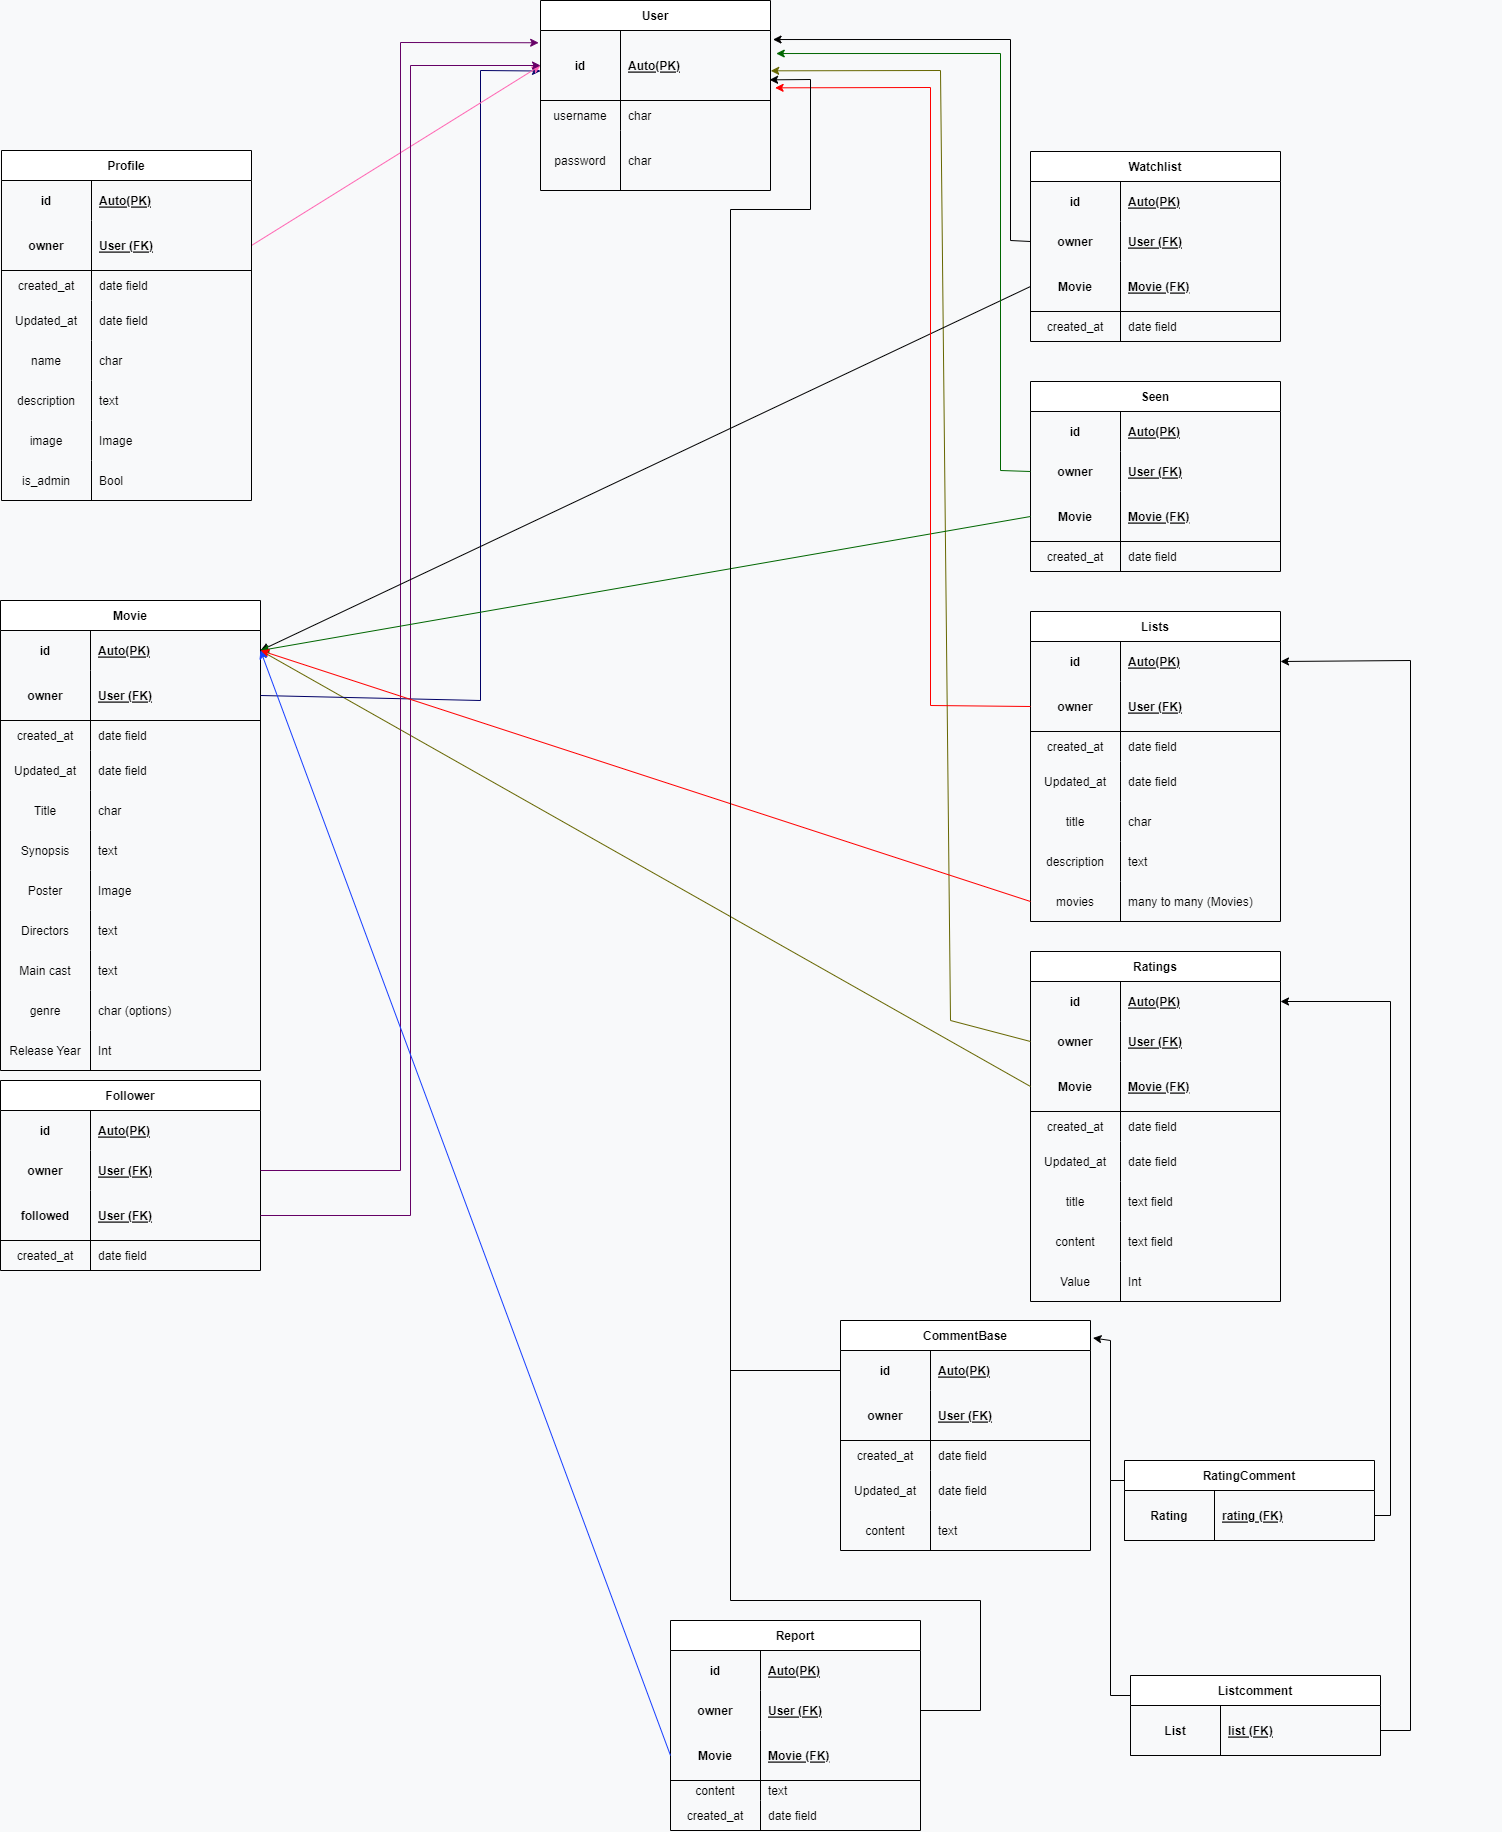 User
id Auto(PK)
username char
password char
Profile
id Auto(PK)
owner User (FK)
created_at date field
Updated_at date field
name char
description text
image Image
is_admin Bool
Watchlist
id Auto(PK)
owner User (FK)
Movie Movie (FK)
created_at date field
Seen
id Auto(PK)
owner User (FK)
Movie Movie (FK)
created_at date field
Movie
id Auto(PK)
owner User (FK)
created_at date field
Updated_at date field
Title char
Synopsis text
Poster Image
Directors text
Main cast text
genre char (options)
Release Year Int
Lists
id Auto(PK)
owner User (FK)
created_at date field
Updated_at date field
title char
description text
movies many to many (Movies)
Ratings
id Auto(PK)
owner User (FK)
Movie Movie (FK)
created_at date field
Updated_at date field
title text field
content text field
Value Int
Follower
id Auto(PK)
owner User (FK)
followed User (FK)
created_at date field
CommentBase
id Auto(PK)
owner User (FK)
created_at date field
Updated_at date field
content text
RatingComment
Rating rating (FK)
Report
id Auto(PK)
owner User (FK)
Movie Movie (FK)
content text
created_at date field
Listcomment
List list (FK)